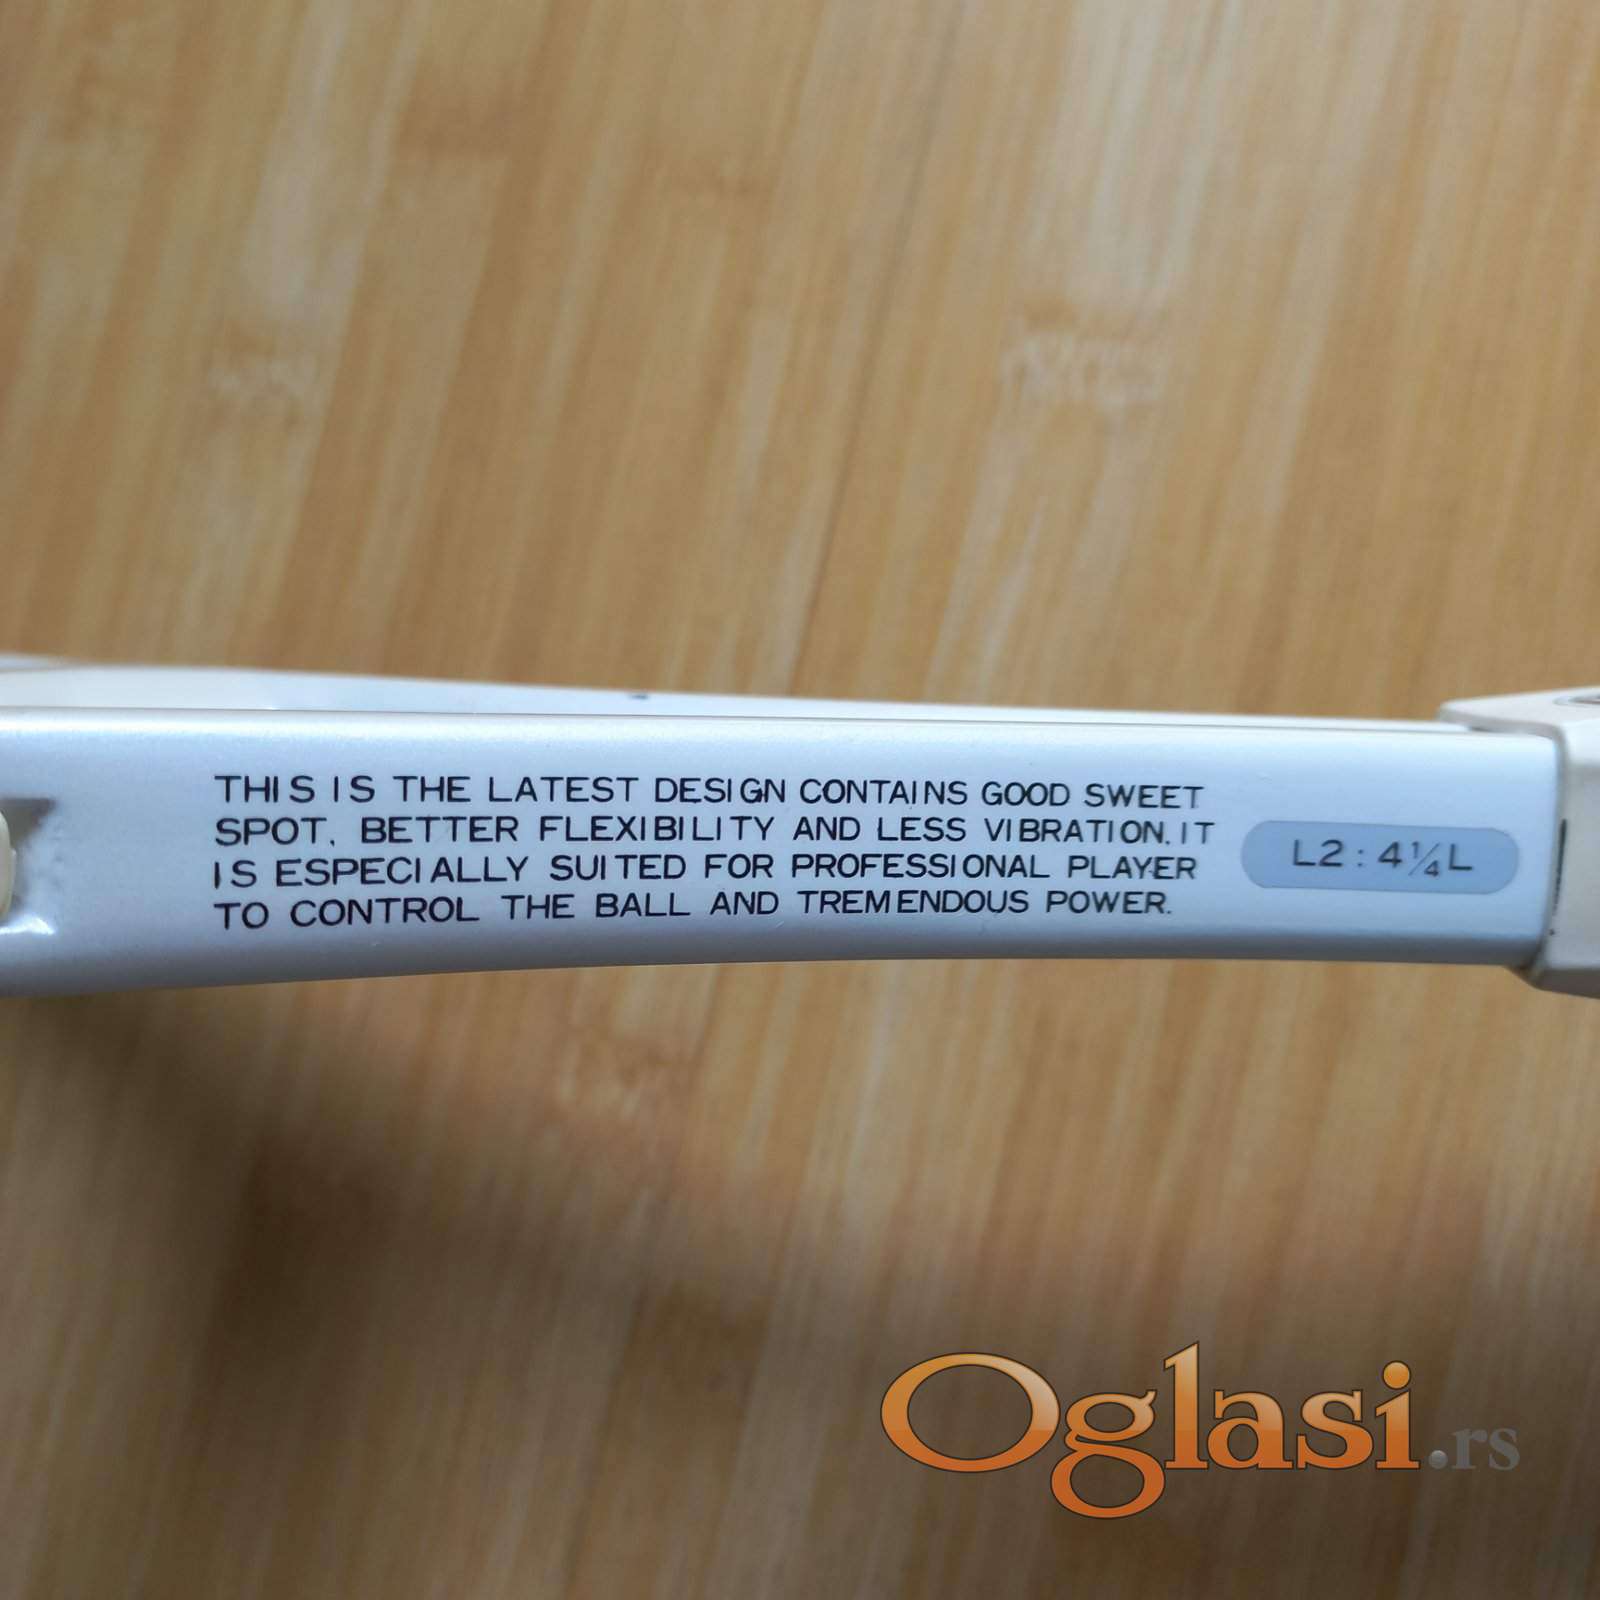 THIS IS THE LATEST DESIGN CONTAINS GOOD SWEET
SPOT. BETTER FLEXIBILITY AND LESS VIBRATION. IT
IS ESPECIALLY SUITED FOR PROFESSIONAL PLAYER
TO CONTROL THE BALL AND TREMENDOUS POWER.
L2 : 4¼ L
Oglasi.rs